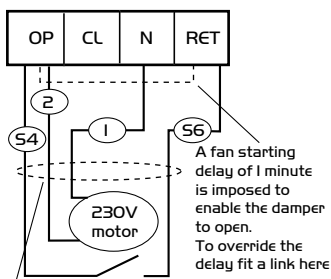 OP CL N RET
2
S4 1 S6
230V
motor
A fan starting
delay of 1 minute
is imposed to
enable the damper
to open.
To override the
delay fit a link here